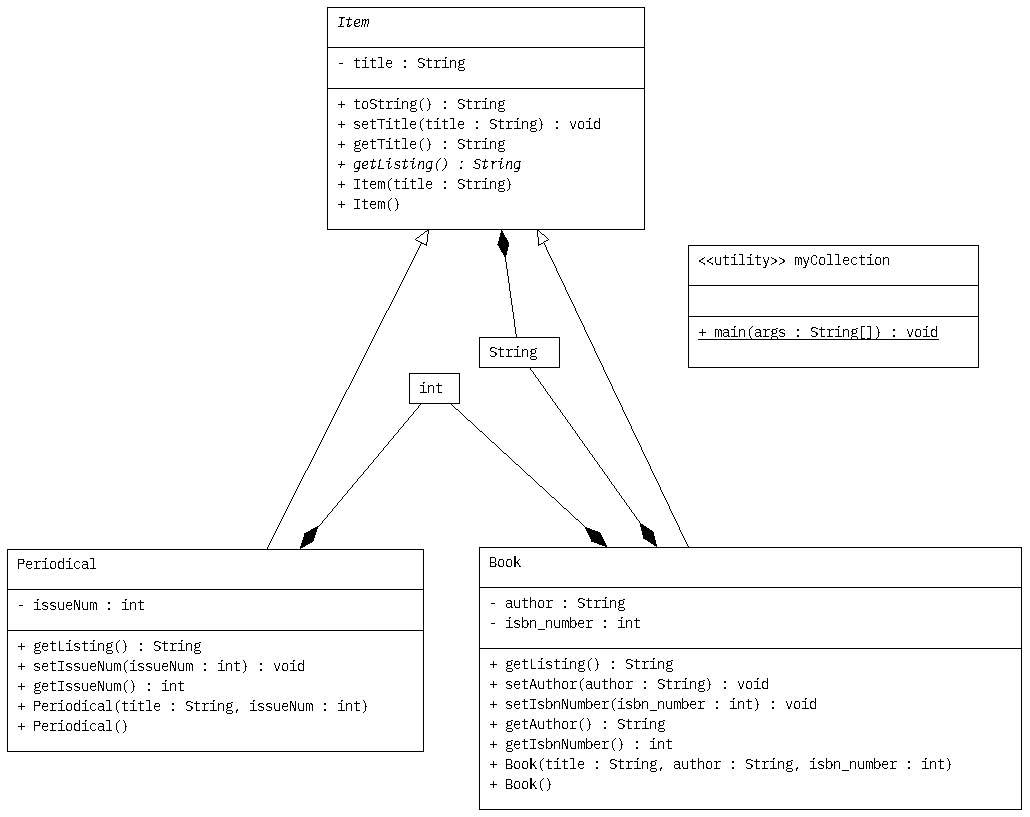 Item
- title : String
+ toString() : String
+ setTitle(title : String) : void
+ getTitle() : String
+ getListing() : String
+ Item(title : String)
+ Item()
<<utility>> myCollection
+ main(args : String[]) : void
String
int
Periodical
- issueNum : int
+ getListing() : String
+ setIssueNum(issueNum : int) : void
+ getIssueNum() : int
+ Periodical(title : String, issueNum : int)
+ Periodical()
Book
- author : String
- isbn_number : int
+ getListing() : String
+ setAuthor(author : String) : void
+ setIsbnNumber(isbn_number : int) : void
+ getAuthor() : String
+ getIsbnNumber() : int
+ Book(title : String, author : String, isbn_number : int)
+ Book()